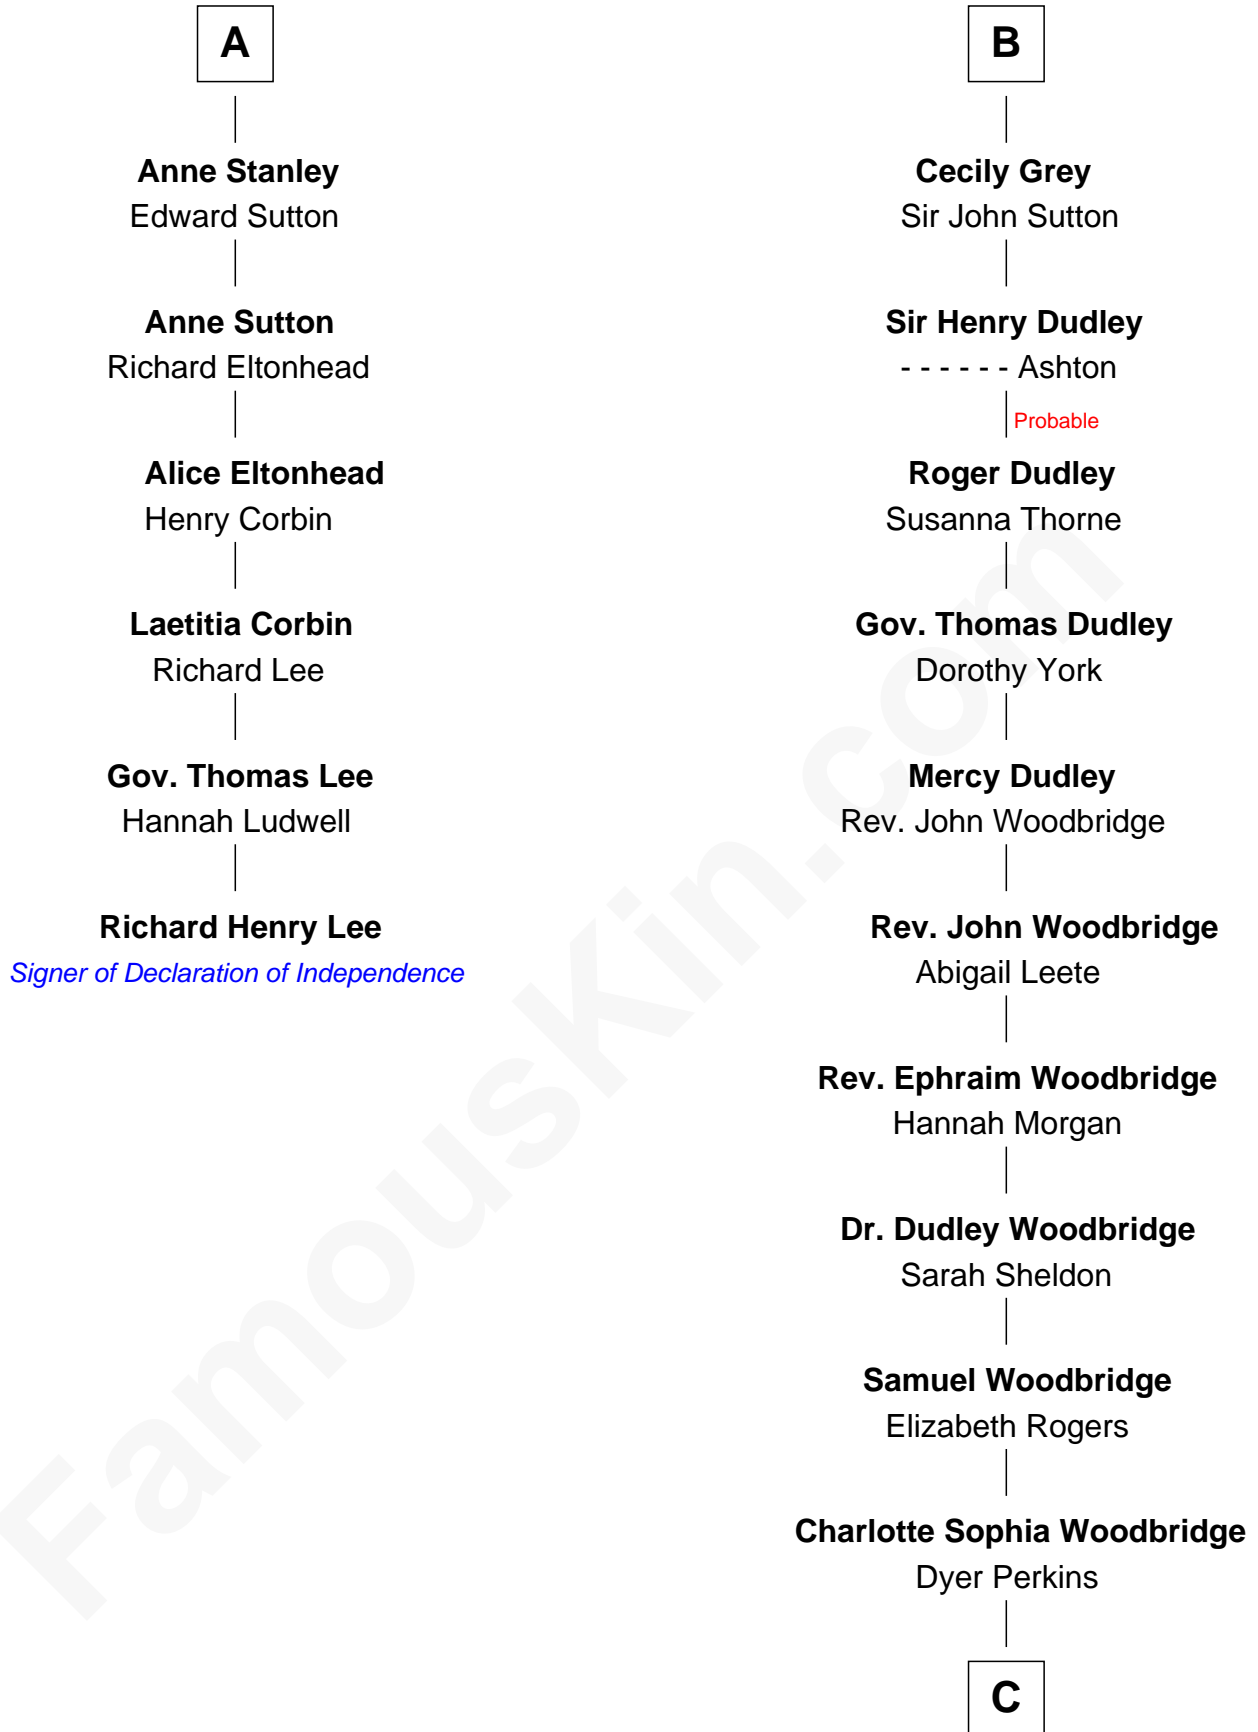 A
Anne Stanley
Edward Sutton
Anne Sutton
Richard Eltonhead
Alice Eltonhead
Henry Corbin
Laetitia Corbin
Richard Lee
Gov. Thomas Lee
Hannah Ludwell
Richard Henry Lee
Signer of Declaration of Independence
B
Cecily Grey
Sir John Sutton
Sir Henry Dudley
- - - - - - Ashton
Probable
Roger Dudley
Susanna Thorne
Gov. Thomas Dudley
Dorothy York
Mercy Dudley
Rev. John Woodbridge
Rev. John Woodbridge
Abigail Leete
Rev. Ephraim Woodbridge
Hannah Morgan
Dr. Dudley Woodbridge
Sarah Sheldon
Samuel Woodbridge
Elizabeth Rogers
Charlotte Sophia Woodbridge
Dyer Perkins
C
FamousKin.com